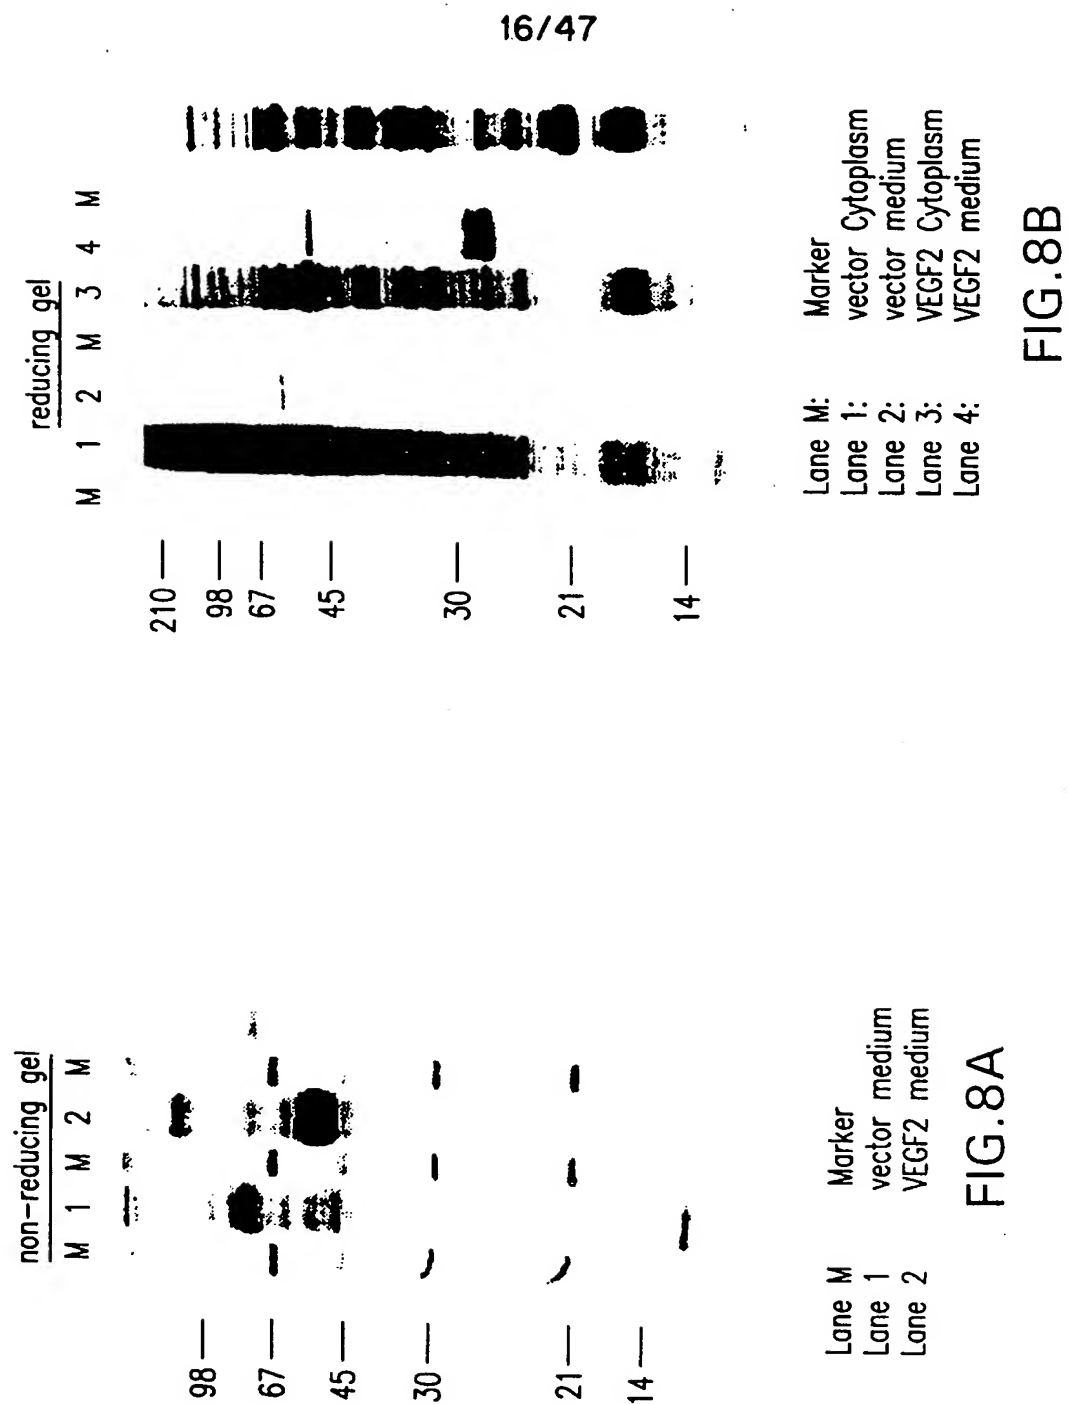 16/47
non-reducing gel
M 1 M 2 M
98
67
45
30
21
14
Lane M Marker
Lane 1 vector medium
Lane 2 VEGF2 medium
FIG.8A
reducing gel
M 1 2 M 3 4 M
210
98
67
45
30
21
14
Lane M: Marker
Lane 1: vector Cytoplasm
Lane 2: vector medium
Lane 3: VEGF2 Cytoplasm
Lane 4: VEGF2 medium
FIG.8B